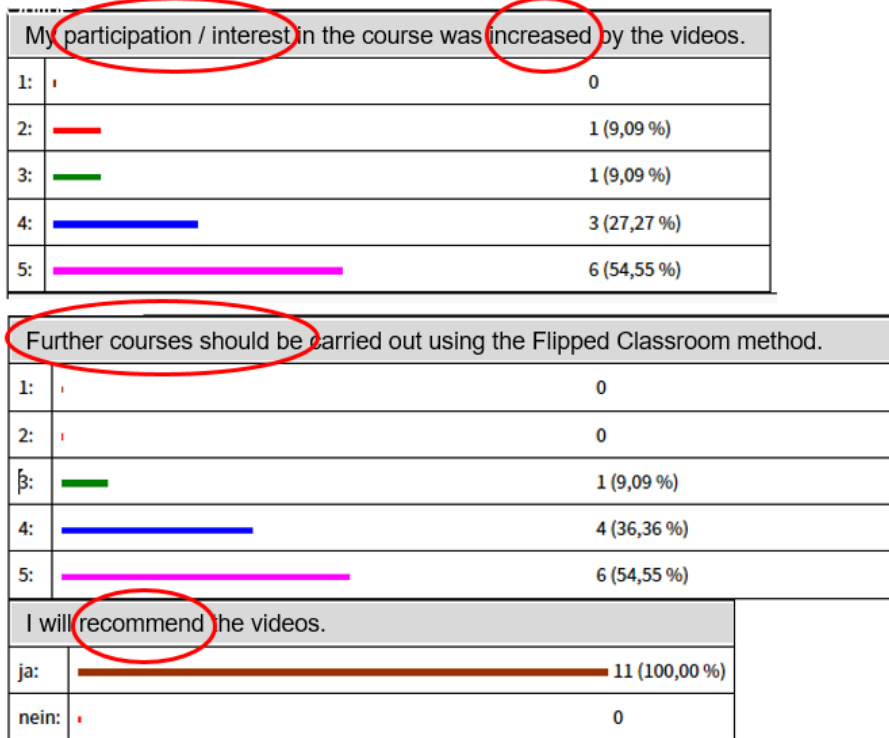 My participation / interest in the course was increased by the videos.
1: 0
2: 1 (9,09 %)
3: 1 (9,09 %)
4: 3 (27,27 %)
5: 6 (54,55 %)
Further courses should be carried out using the Flipped Classroom method.
1: 0
2: 0
3: 1 (9,09 %)
4: 4 (36,36 %)
5: 6 (54,55 %)
I will recommend the videos.
ja: 11 (100,00 %)
nein: 0